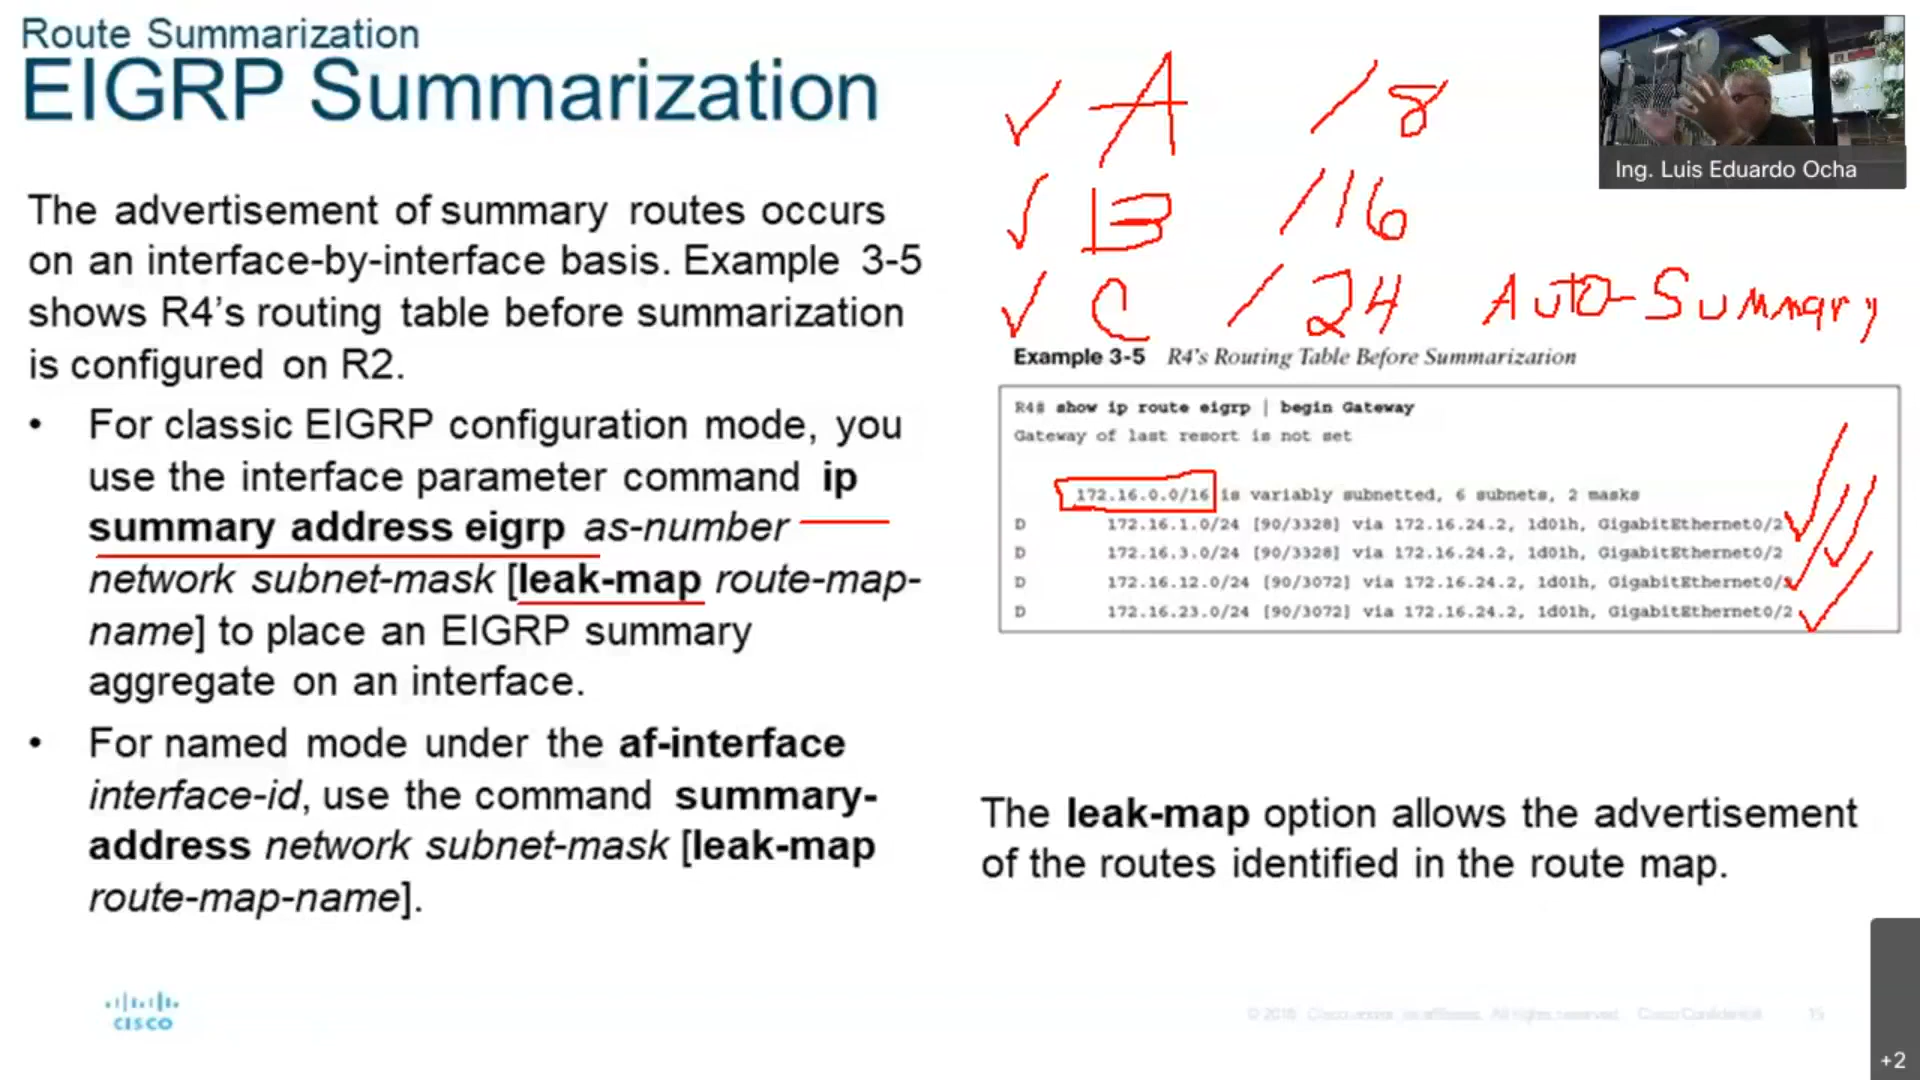 Route Summarization
EIGRP Summarization
The advertisement of summary routes occurs
on an interface-by-interface basis. Example 3-5
shows R4's routing table before summarization
is configured on R2.
• For classic EIGRP configuration mode, you
use the interface parameter command ip
summary address eigrp as-number
network subnet-mask [leak-map route-map-
name] to place an EIGRP summary
aggregate on an interface.
• For named mode under the af-interface
interface-id, use the command summary-
address network subnet-mask [leak-map
route-map-name].
A /8
B /16
C /24 Auto-Summary
Ing. Luis Eduardo Ocha
Example 3-5 R4's Routing Table Before Summarization
R4# show ip route eigrp | begin Gateway
Gateway of last resort is not set
172.16.0.0/16 is variably subnetted, 6 subnets, 2 masks
D 172.16.1.0/24 [90/3328] via 172.16.24.2, 1d01h, GigabitEthernet0/2
D 172.16.3.0/24 [90/3328] via 172.16.24.2, 1d01h, GigabitEthernet0/2
D 172.16.12.0/24 [90/3072] via 172.16.24.2, 1d01h, GigabitEthernet0/2
D 172.16.23.0/24 [90/3072] via 172.16.24.2, 1d01h, GigabitEthernet0/2
The leak-map option allows the advertisement
of the routes identified in the route map.
CISCO
All rights reserved. Cisco Confidential 15
+2